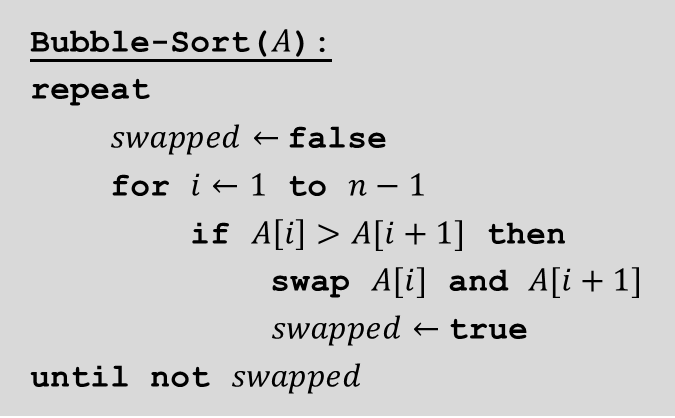 Bubble-Sort(A):
repeat
swapped ← false
for i ← 1 to n − 1
if A[i] > A[i + 1] then
swap A[i] and A[i + 1]
swapped ← true
until not swapped